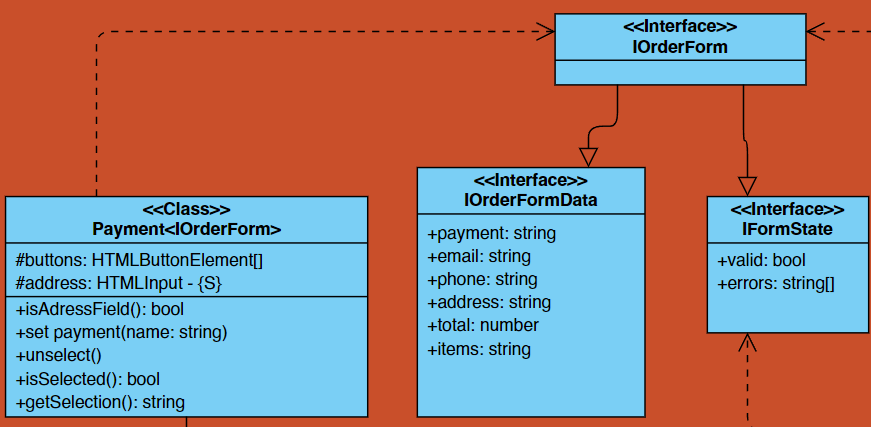 <<Interface>>
IOrderForm
<<Class>>
Payment<IOrderForm>
#buttons: HTMLButtonElement[]
#address: HTMLInput - {S}
+isAdressField(): bool
+set payment(name: string)
+unselect()
+isSelected(): bool
+getSelection(): string
<<Interface>>
IOrderFormData
+payment: string
+email: string
+phone: string
+address: string
+total: number
+items: string
<<Interface>>
IFormState
+valid: bool
+errors: string[]